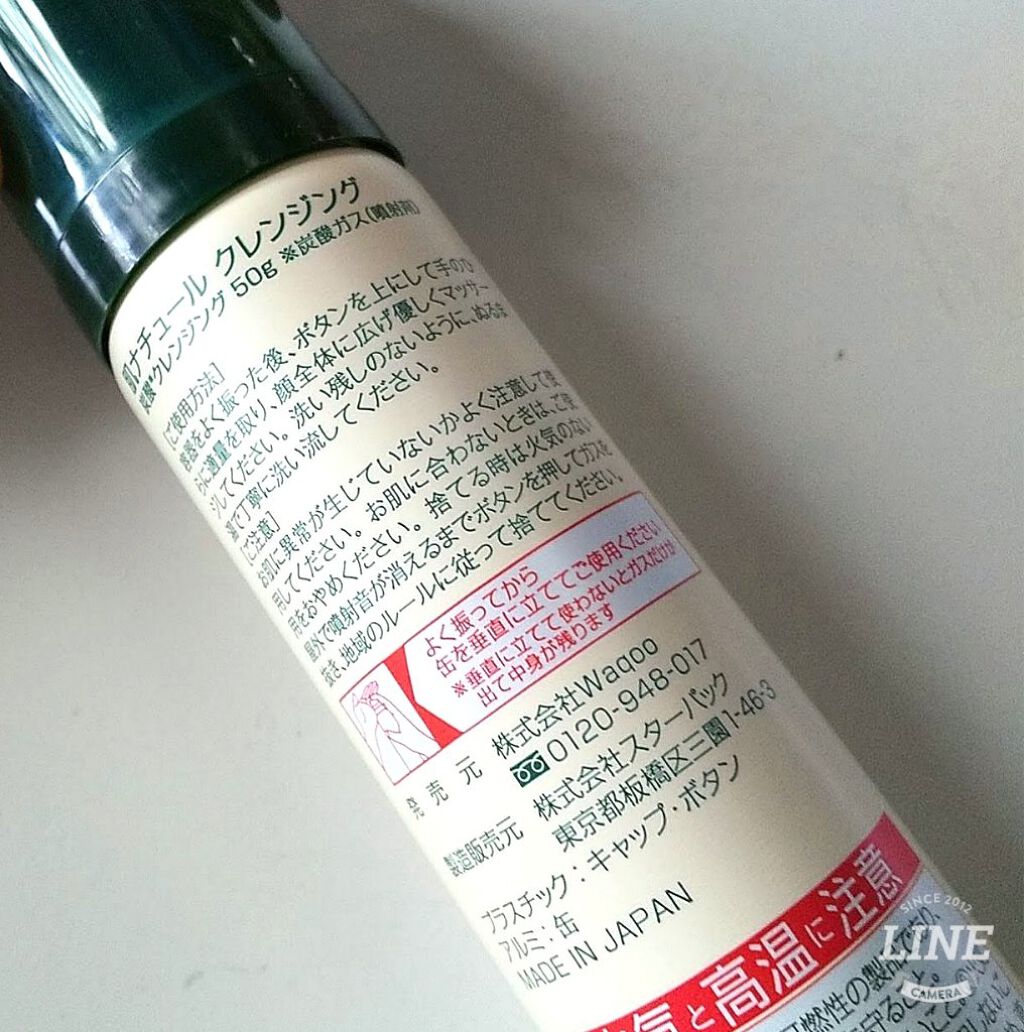 ナチュール クレンジング
炭酸*クレンジング 50g ※炭酸ガス(噴射剤)
[ご使用方法]
容器をよく振った後、ボタンを上にして手のひ
らに適量を取り、顔全体に広げ優しくマッサー
ジしてください。洗い残しのないように、ぬるま
湯で丁寧に洗い流してください。
[ご注意]
お肌に異常が生じていないかよく注意して使
用してください。お肌に合わないときは、ご使
用をおやめください。捨てる時は火気のない
屋外で噴射音が消えるまでボタンを押してガスを
抜き、地域のルールに従って捨ててください。
よく振ってから
缶を垂直に立ててご使用ください
※垂直に立てて使わないとガスだけが
出て中身が残ります
発売元 株式会社Waqoo
0120-948-017
製造販売元 株式会社スターパック
東京都板橋区三園1-46-3
プラスチック:キャップ・ボタン
アルミ:缶
MADE IN JAPAN
気と高温に注意
燃性の製品であり、
SINCE 2012
LINE
CAMERA